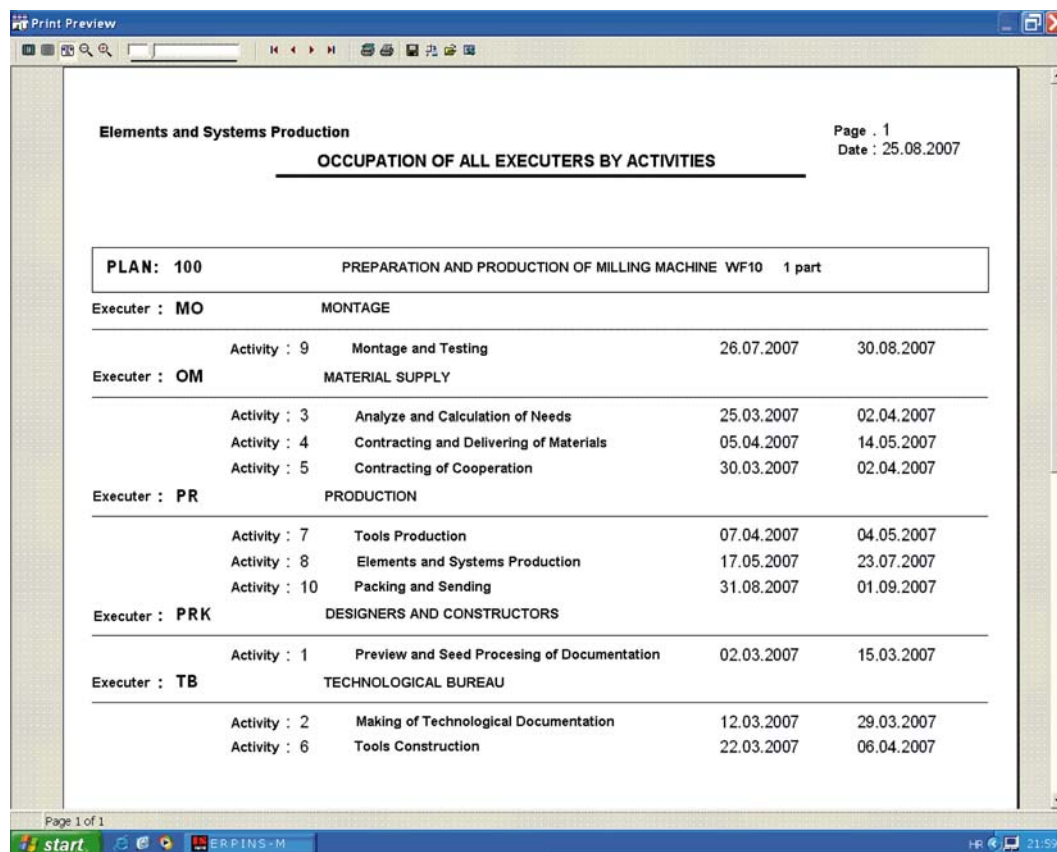 Print Preview
Elements and Systems Production
Page . 1
Date : 25.08.2007
OCCUPATION OF ALL EXECUTERS BY ACTIVITIES
PLAN: 100 PREPARATION AND PRODUCTION OF MILLING MACHINE WF10 1 part
Executer : MO MONTAGE
Activity : 9 Montage and Testing 26.07.2007 30.08.2007
Executer : OM MATERIAL SUPPLY
Activity : 3 Analyze and Calculation of Needs 25.03.2007 02.04.2007
Activity : 4 Contracting and Delivering of Materials 05.04.2007 14.05.2007
Activity : 5 Contracting of Cooperation 30.03.2007 02.04.2007
Executer : PR PRODUCTION
Activity : 7 Tools Production 07.04.2007 04.05.2007
Activity : 8 Elements and Systems Production 17.05.2007 23.07.2007
Activity : 10 Packing and Sending 31.08.2007 01.09.2007
Executer : PRK DESIGNERS AND CONSTRUCTORS
Activity : 1 Preview and Seed Procesing of Documentation 02.03.2007 15.03.2007
Executer : TB TECHNOLOGICAL BUREAU
Activity : 2 Making of Technological Documentation 12.03.2007 29.03.2007
Activity : 6 Tools Construction 22.03.2007 06.04.2007
Page 1 of 1
start ERPINS-M HR